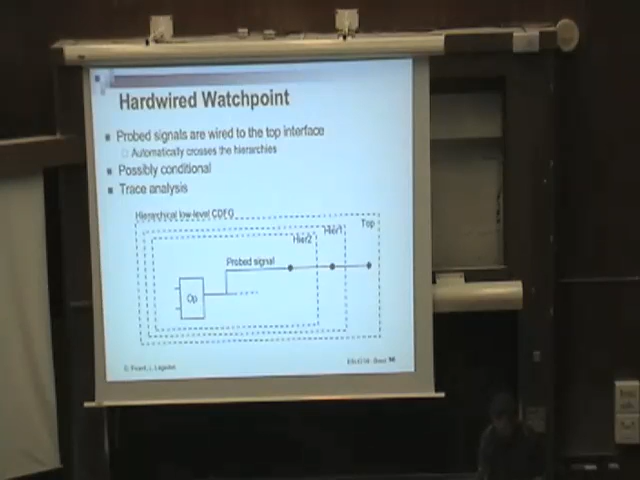 Hardwired Watchpoint
Probed signals are wired to the top interface
Automatically crosses the hierarchies
Possibly conditional
Trace analysis
Hierarchical low-level CDFG
Top
Hier1
Hier2
Probed signal
Op
L. Lagadec